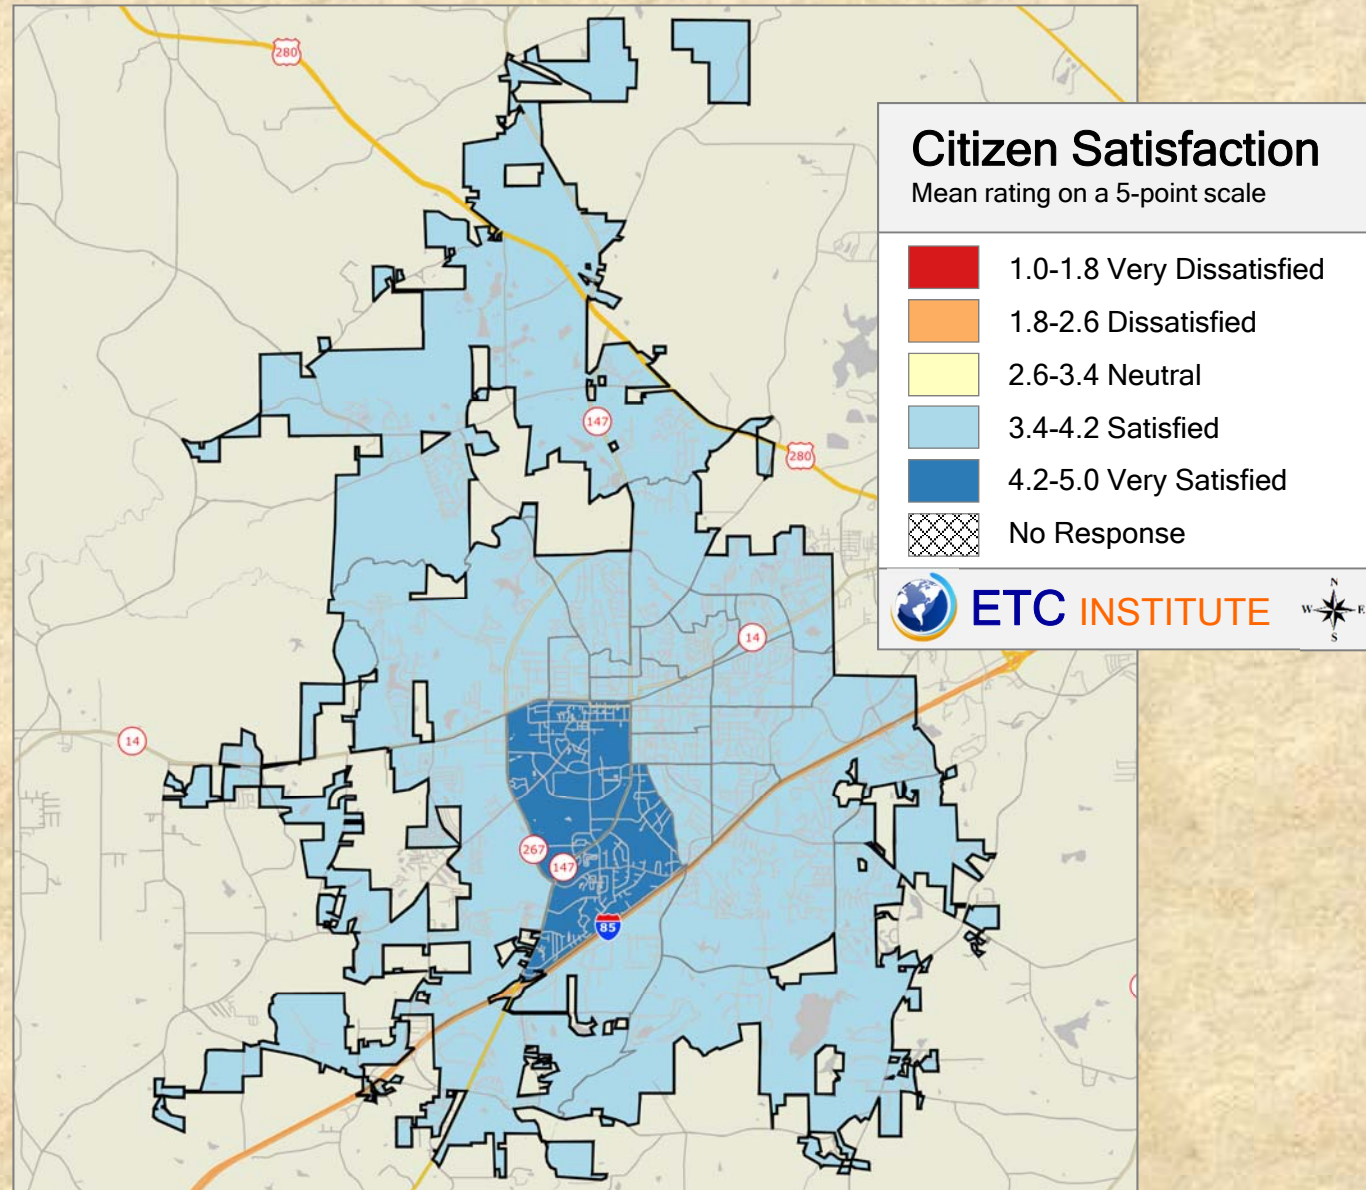 280
Citizen Satisfaction
Mean rating on a 5-point scale
1.0-1.8 Very Dissatisfied
1.8-2.6 Dissatisfied
2.6-3.4 Neutral
3.4-4.2 Satisfied
4.2-5.0 Very Satisfied
No Response
ETC INSTITUTE
N
W E
S
147
280
14
14
267
147
85